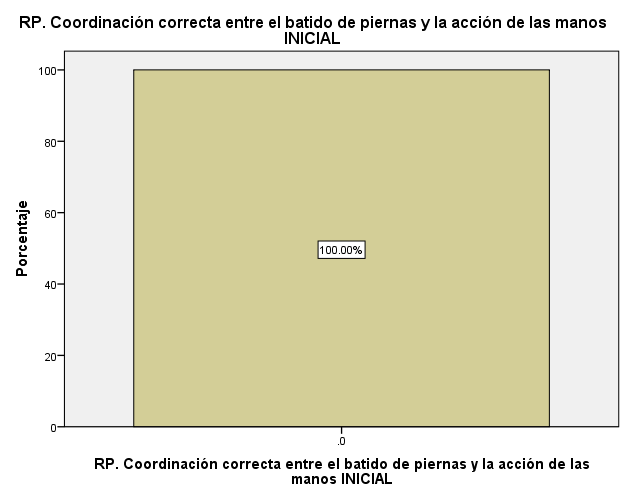 RP. Coordinación correcta entre el batido de piernas y la acción de las manos
INICIAL
100
80
60
40
20
0
Porcentaje
100.00%
.0
RP. Coordinación correcta entre el batido de piernas y la acción de las
manos INICIAL